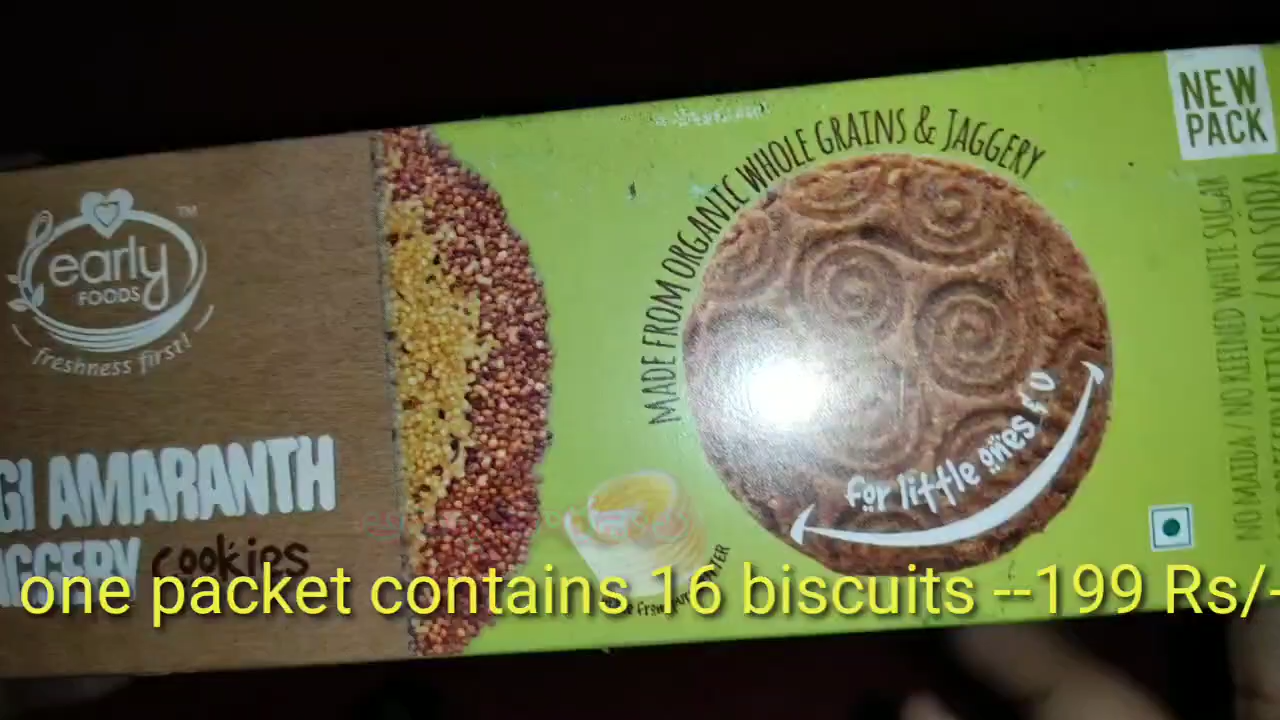 NEW
PACK
MADE FROM ORGANIC WHOLE GRAINS & JAGGERY
early
FOODS
TM
freshness first!
AMARANTH
cookies
for little ones
NO MAIDA / NO REFINED WHITE SUGAR
/ NO SODA
one packet contains 16 biscuits --199 Rs/-